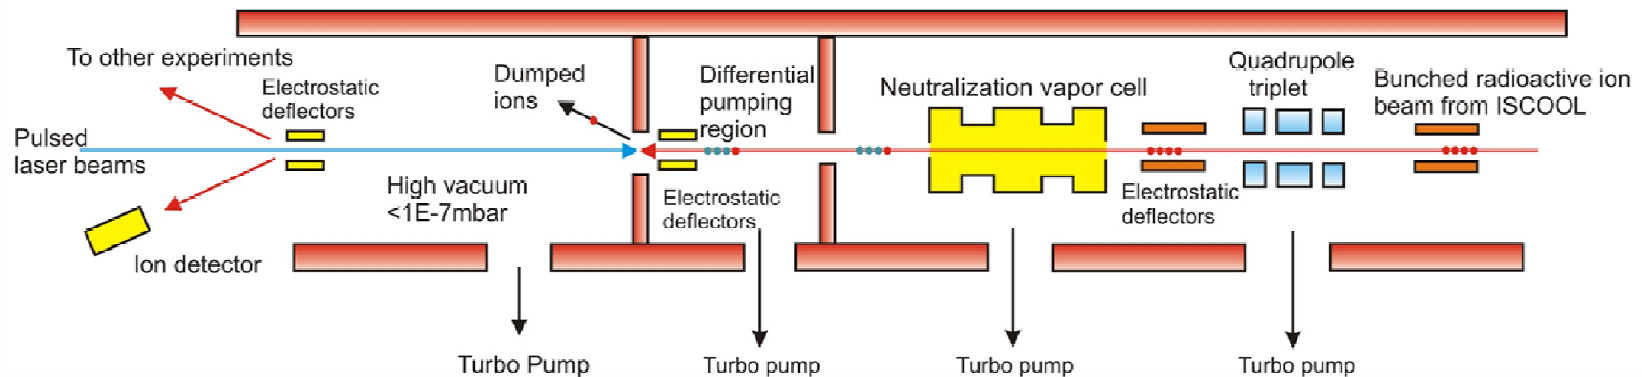 To other experiments
Electrostatic
deflectors
Pulsed
laser beams
Ion detector
High vacuum
<1E-7mbar
Dumped
ions
Differential
pumping
region
Electrostatic
deflectors
Neutralization vapor cell
Electrostatic
deflectors
Quadrupole
triplet
Bunched radioactive ion
beam from ISCOOL
Turbo Pump
Turbo pump
Turbo pump
Turbo pump